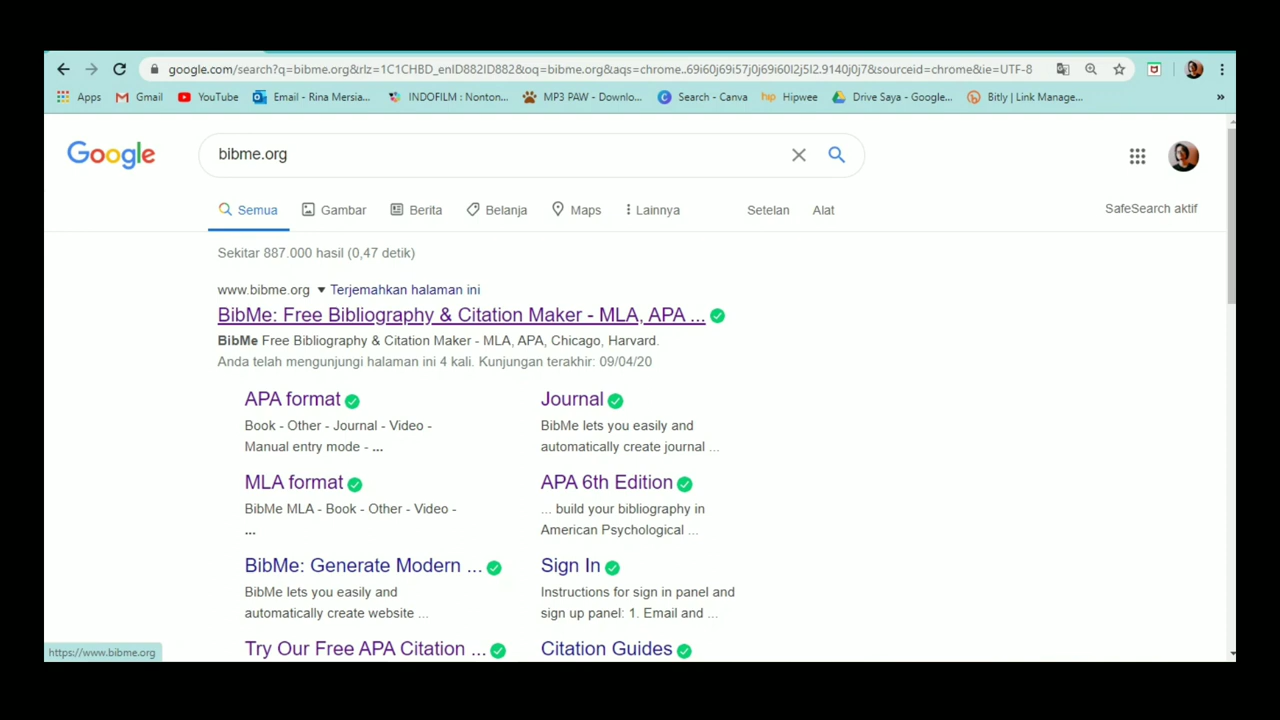 google.com/search?q=bibme.org&rlz=1C1CHBD_enID882ID882&oq=bibme.org&aqs=chrome..69i60j69i57j0j69i60l2j5l2.9140j0j7&sourceid=chrome&ie=UTF-8
Apps Gmail YouTube Email - Rina Mersia... INDOFILM : Nonton... MP3 PAW - Downlo... Search - Canva Hipwee Drive Saya - Google... Bitly | Link Manage... »
Google bibme.org
Semua Gambar Berita Belanja Maps Lainnya Setelan Alat SafeSearch aktif
Sekitar 887.000 hasil (0,47 detik)
www.bibme.org ▼ Terjemahkan halaman ini
BibMe: Free Bibliography & Citation Maker - MLA, APA ...
BibMe Free Bibliography & Citation Maker - MLA, APA, Chicago, Harvard.
Anda telah mengunjungi halaman ini 4 kali. Kunjungan terakhir: 09/04/20
APA format
Book - Other - Journal - Video -
Manual entry mode - ...
Journal
BibMe lets you easily and
automatically create journal ...
MLA format
BibMe MLA - Book - Other - Video -
...
APA 6th Edition
... build your bibliography in
American Psychological ...
BibMe: Generate Modern ...
BibMe lets you easily and
automatically create website ...
Sign In
Instructions for sign in panel and
sign up panel: 1. Email and ...
Try Our Free APA Citation ...
Citation Guides
https://www.bibme.org